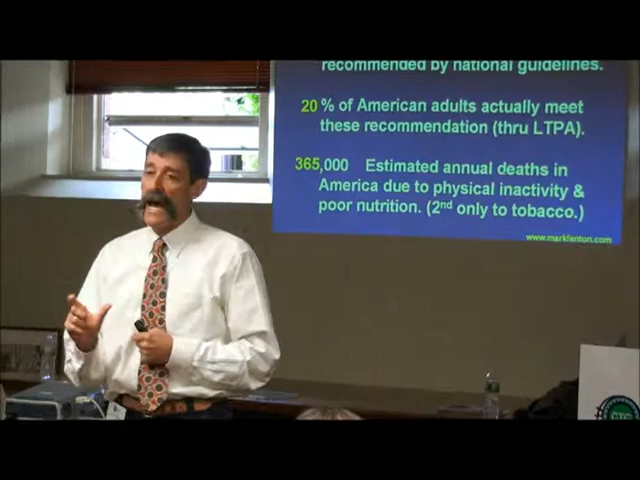 recommended by national guidelines.
20 % of American adults actually meet
these recommendation (thru LTPA).
365,000 Estimated annual deaths in
America due to physical inactivity &
poor nutrition. (2nd only to tobacco.)
www.markfenton.com